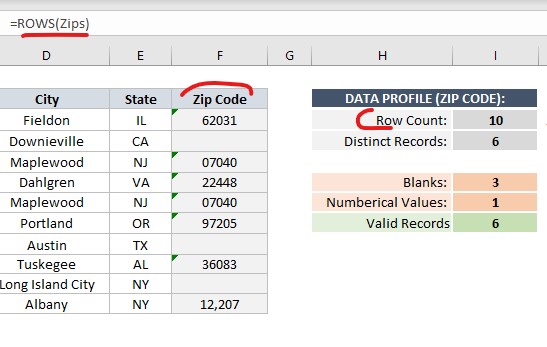 =ROWS(Zips)
D E F G H I
City State Zip Code DATA PROFILE (ZIP CODE):
Fieldon IL 62031 Row Count: 10
Downieville CA Distinct Records: 6
Maplewood NJ 07040
Dahlgren VA 22448 Blanks: 3
Maplewood NJ 07040 Numberical Values: 1
Portland OR 97205 Valid Records 6
Austin TX
Tuskegee AL 36083
Long Island City NY
Albany NY 12,207